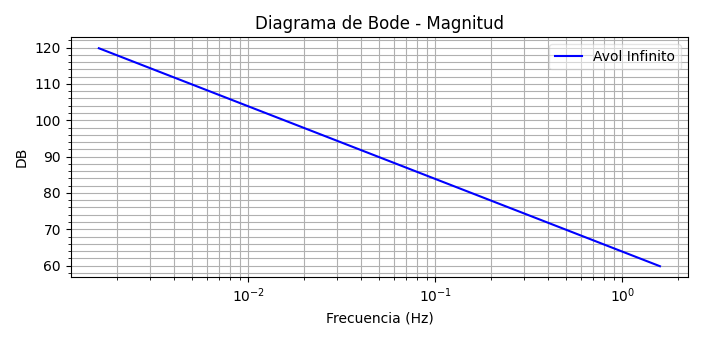 Diagrama de Bode - Magnitud
Avol Infinito
DB
120
110
100
90
80
70
60
10⁻²
10⁻¹
10⁰
Frecuencia (Hz)